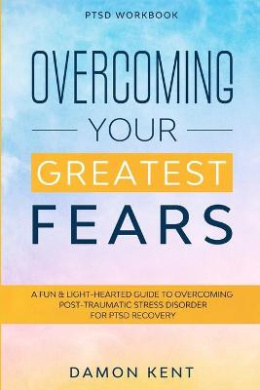 PTSD WORKBOOK
OVERCOMING
YOUR
GREATEST
FEARS
A FUN & LIGHT-HEARTED GUIDE TO OVERCOMING
POST-TRAUMATIC STRESS DISORDER
FOR PTSD RECOVERY
DAMON KENT